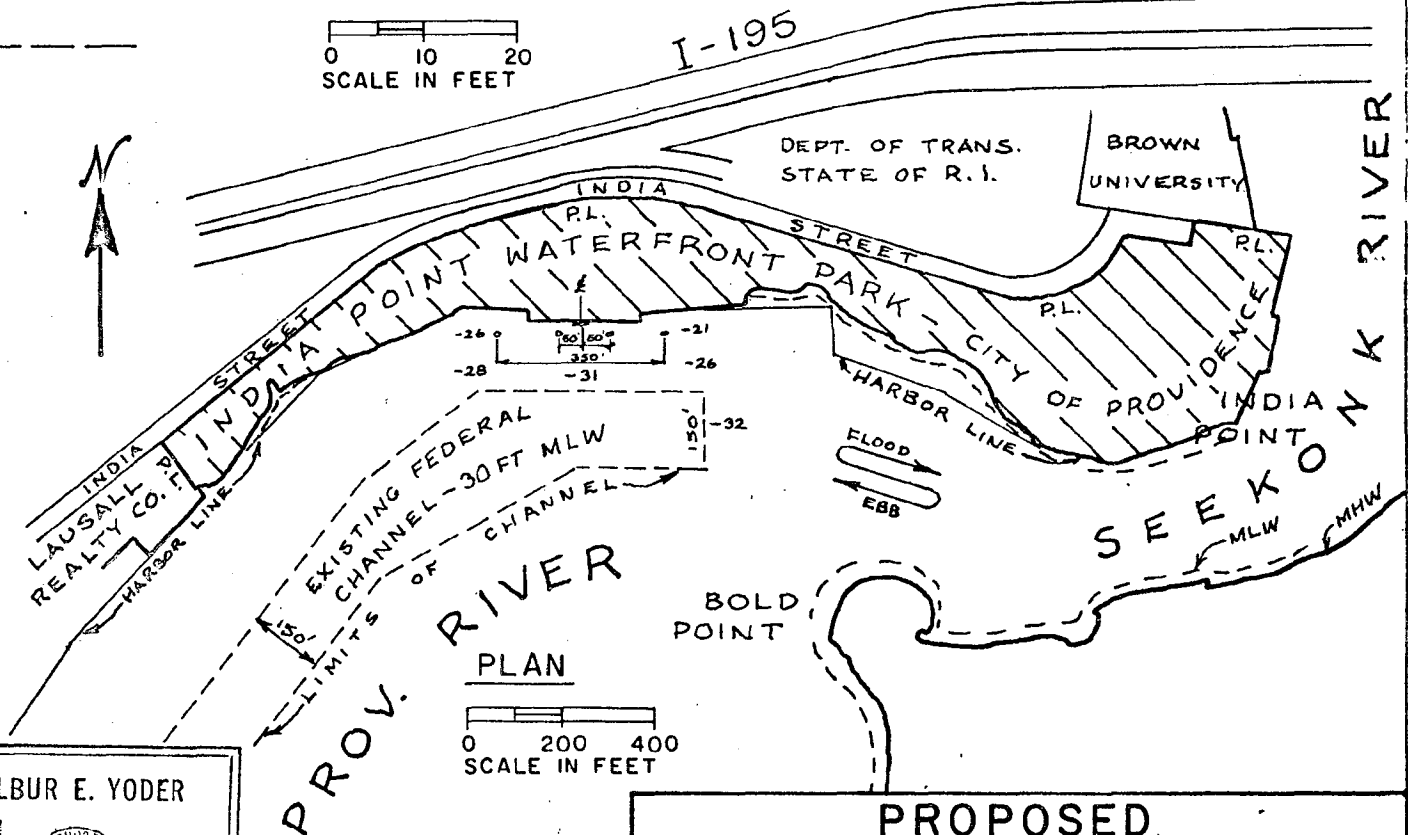 0 10 20
SCALE IN FEET
I-195
N
DEPT. OF TRANS.
STATE OF R.I.
BROWN
UNIVERSITY
RIVER
INDIA
STREET
P.L.
P.L.
P.L.
INDIA POINT WATERFRONT PARK - CITY OF PROVIDENCE
INDIA STREET
-26
-21
350'
-28
-31
-26
150'
-32
HARBOR LINE
INDIA
POINT
EXISTING FEDERAL
CHANNEL -30 FT MLW
LIMITS OF CHANNEL
150'
FLOOD
EBB
SEEKONK
MLW
MHW
LAUSALL
REALTY CO.
P.L.
HARBOR LINE
BOLD
POINT
PROV. RIVER
PLAN
0 200 400
SCALE IN FEET
LBUR E. YODER
PROPOSED